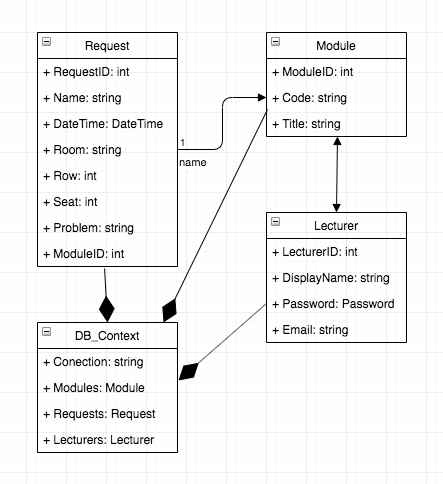 Request
+ RequestID: int
+ Name: string
+ DateTime: DateTime
+ Room: string
+ Row: int
+ Seat: int
+ Problem: string
+ ModuleID: int
1
name
Module
+ ModuleID: int
+ Code: string
+ Title: string
Lecturer
+ LecturerID: int
+ DisplayName: string
+ Password: Password
+ Email: string
DB_Context
+ Conection: string
+ Modules: Module
+ Requests: Request
+ Lecturers: Lecturer